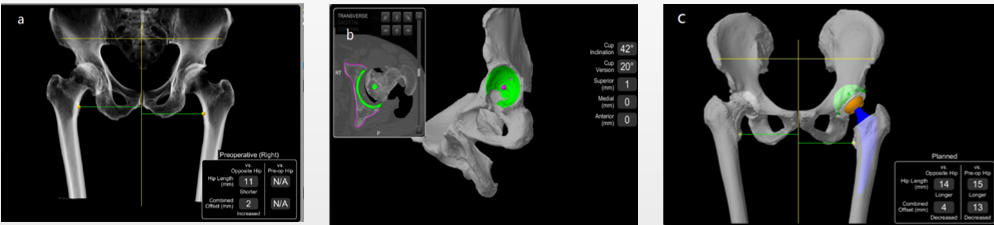 a
Preoperative (Right)
vs. Opposite Hip
vs. Pre-op Hip
Hip Length (mm)
11
N/A
Shorter
Combined Offset (mm)
2
N/A
Increased
TRANSVERSE
SAGITTAL
b
RT
P
Cup Inclination
42°
Cup Version
20°
Superior (mm)
1
Medial (mm)
0
Anterior (mm)
0
c
Planned
vs. Opposite Hip
vs. Pre-op Hip
Hip Length (mm)
14
15
Longer
Longer
Combined Offset (mm)
4
13
Decreased
Decreased